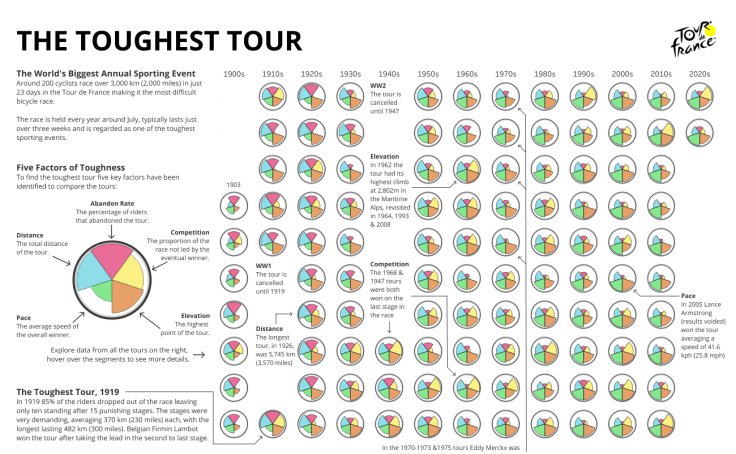 THE TOUGHEST TOUR
TOUR
de
france
The World's Biggest Annual Sporting Event
Around 200 cyclists race over 3,000 km (2,000 miles) in just
23 days in the Tour de France making it the most difficult
bicycle race.
The race is held every year around July, typically lasts just
over three weeks and is regarded as one of the toughest
sporting events.
Five Factors of Toughness
To find the toughest tour five key factors have been
identified to compare the tours:
Abandon Rate
The percentage of riders
that abandoned the tour.
Distance
The total distance
of the tour.
Competition
The proportion of the
race not led by the
eventual winner.
Pace
The average speed of
the overall winner.
Elevation
The highest
point of the tour.
Explore data from all the tours on the right,
hover over the segments to see more details.
The Toughest Tour, 1919
In 1919 85% of the riders dropped out of the race leaving
only ten standing after 15 punishing stages. The stages were
very demanding, averaging 370 km (230 miles) each, with the
longest lasting 482 km (300 miles). Belgian Firmin Lambot
won the tour after taking the lead in the second to last stage.
1900s 1910s 1920s 1930s 1940s 1950s 1960s 1970s 1980s 1990s 2000s 2010s 2020s
1903
WW1
The tour is
cancelled
until 1919
Distance
The longest
tour, in 1926,
was 5,745 km
(3,570 miles)
WW2
The tour is
cancelled
until 1947
Elevation
In 1962 the
tour had its
highest climb
at 2,802m in
the Maritime
Alps, revisited
in 1964, 1993
& 2008
Competition
The 1968 &
1947 tours
were both
won on the
last stage of
the race
Pace
in 2005 Lance
Armstrong
(results voided)
won the tour
averaging a
speed of 41.6
kph (25.8 mph)
In the 1970-1973 &1975 tours Eddy Merckx was